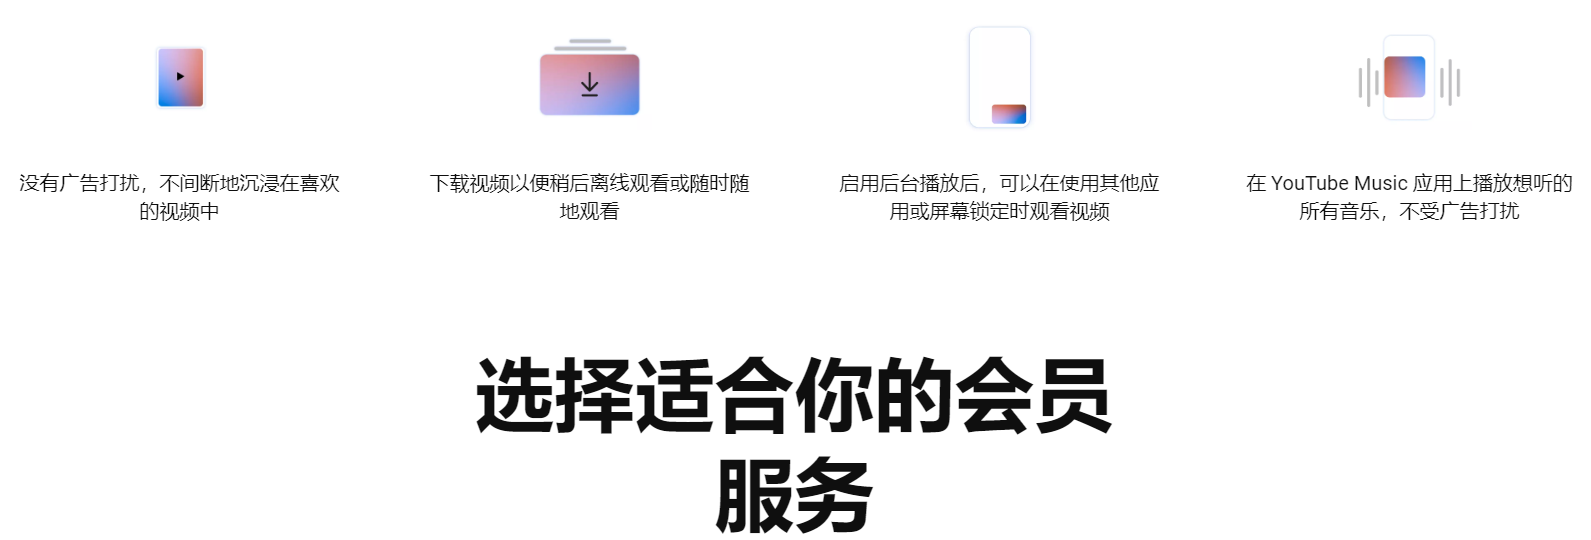 没有广告打扰，不间断地沉浸在喜欢
的视频中
下载视频以便稍后离线观看或随时随
地观看
启用后台播放后，可以在使用其他应
用或屏幕锁定时观看视频
在 YouTube Music 应用上播放想听的
所有音乐，不受广告打扰
选择适合你的会员
服务